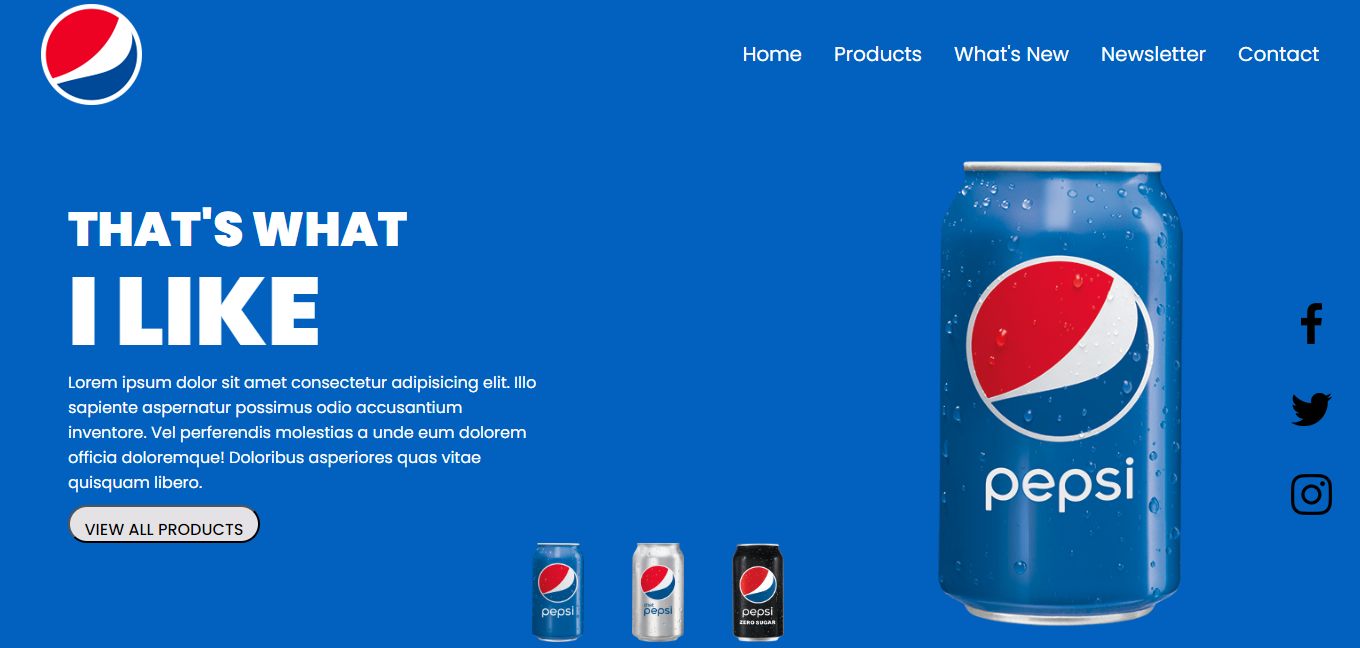 Home Products What's New Newsletter Contact
THAT'S WHAT
I LIKE
Lorem ipsum dolor sit amet consectetur adipisicing elit. Illo
sapiente aspernatur possimus odio accusantium
inventore. Vel perferendis molestias a unde eum dolorem
officia doloremque! Doloribus asperiores quas vitae
quisquam libero.
VIEW ALL PRODUCTS
pepsi
pepsi
diet
pepsi
pepsi
ZERO SUGAR